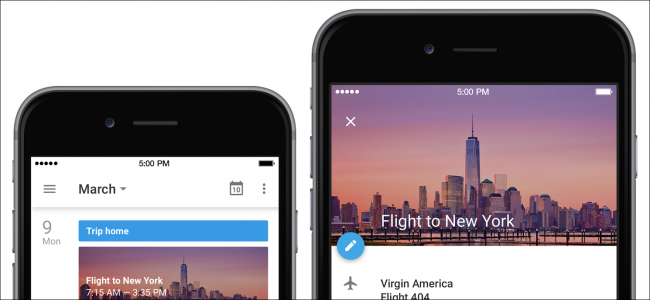 5:00 PM
March
10
9
Mon
Trip home
Flight to New York
7:15 AM – 3:35 PM
5:00 PM
Flight to New York
Virgin America
Flight 404